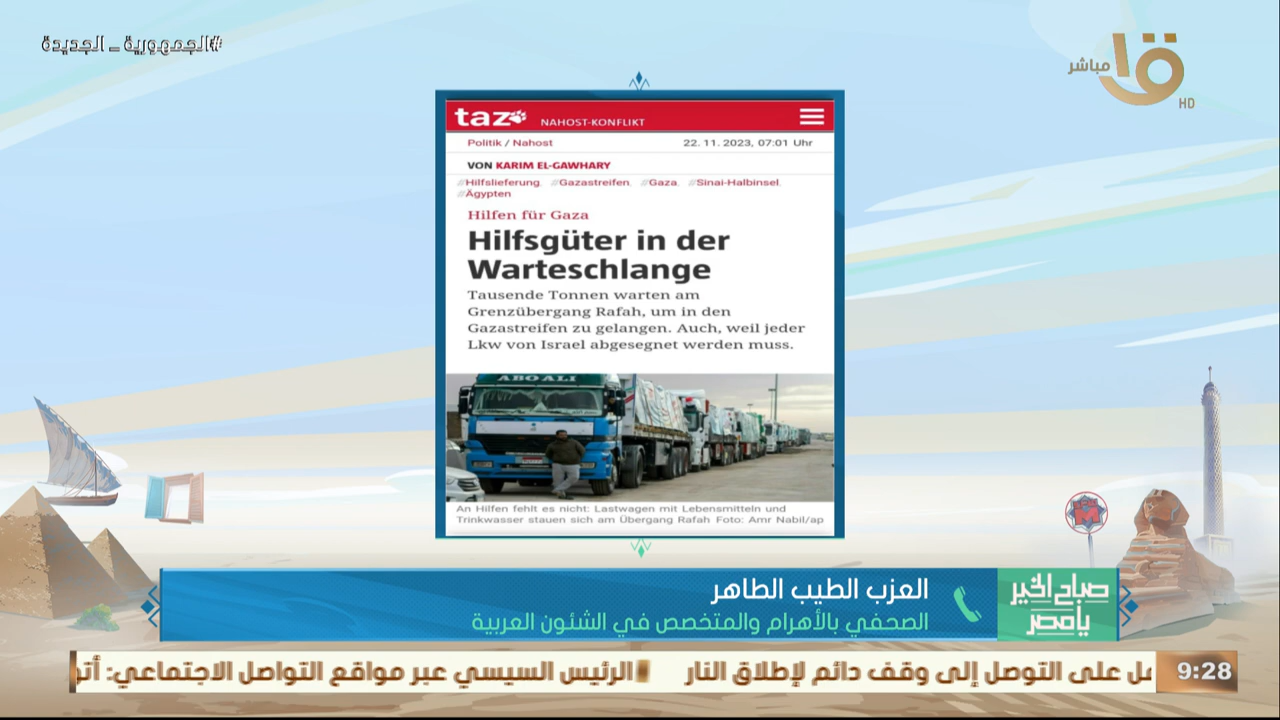 #الجمهورية_الجديدة
مباشر
HD
taz NAHOST-KONFLIKT
Politik / Nahost 22. 11. 2023, 07:01 Uhr
VON KARIM EL-GAWHARY
#Hilfslieferung, #Gazastreifen, #Gaza, #Sinai-Halbinsel,
#Ägypten
Hilfen für Gaza
Hilfsgüter in der
Warteschlange
Tausende Tonnen warten am
Grenzübergang Rafah, um in den
Gazastreifen zu gelangen. Auch, weil jeder
Lkw von Israel abgesegnet werden muss.
ABO ALI
An Hilfen fehlt es nicht: Lastwagen mit Lebensmitteln und
Trinkwasser stauen sich am Übergang Rafah Foto: Amr Nabil/ap
M
صباح الخير
يا مصر
العزب الطيب الطاهر
الصحفي بالأهرام والمتخصص في الشئون العربية
9:28
على التوصل إلى وقف دائم لإطلاق النار الرئيس السيسي عبر مواقع التواصل الاجتماعي: